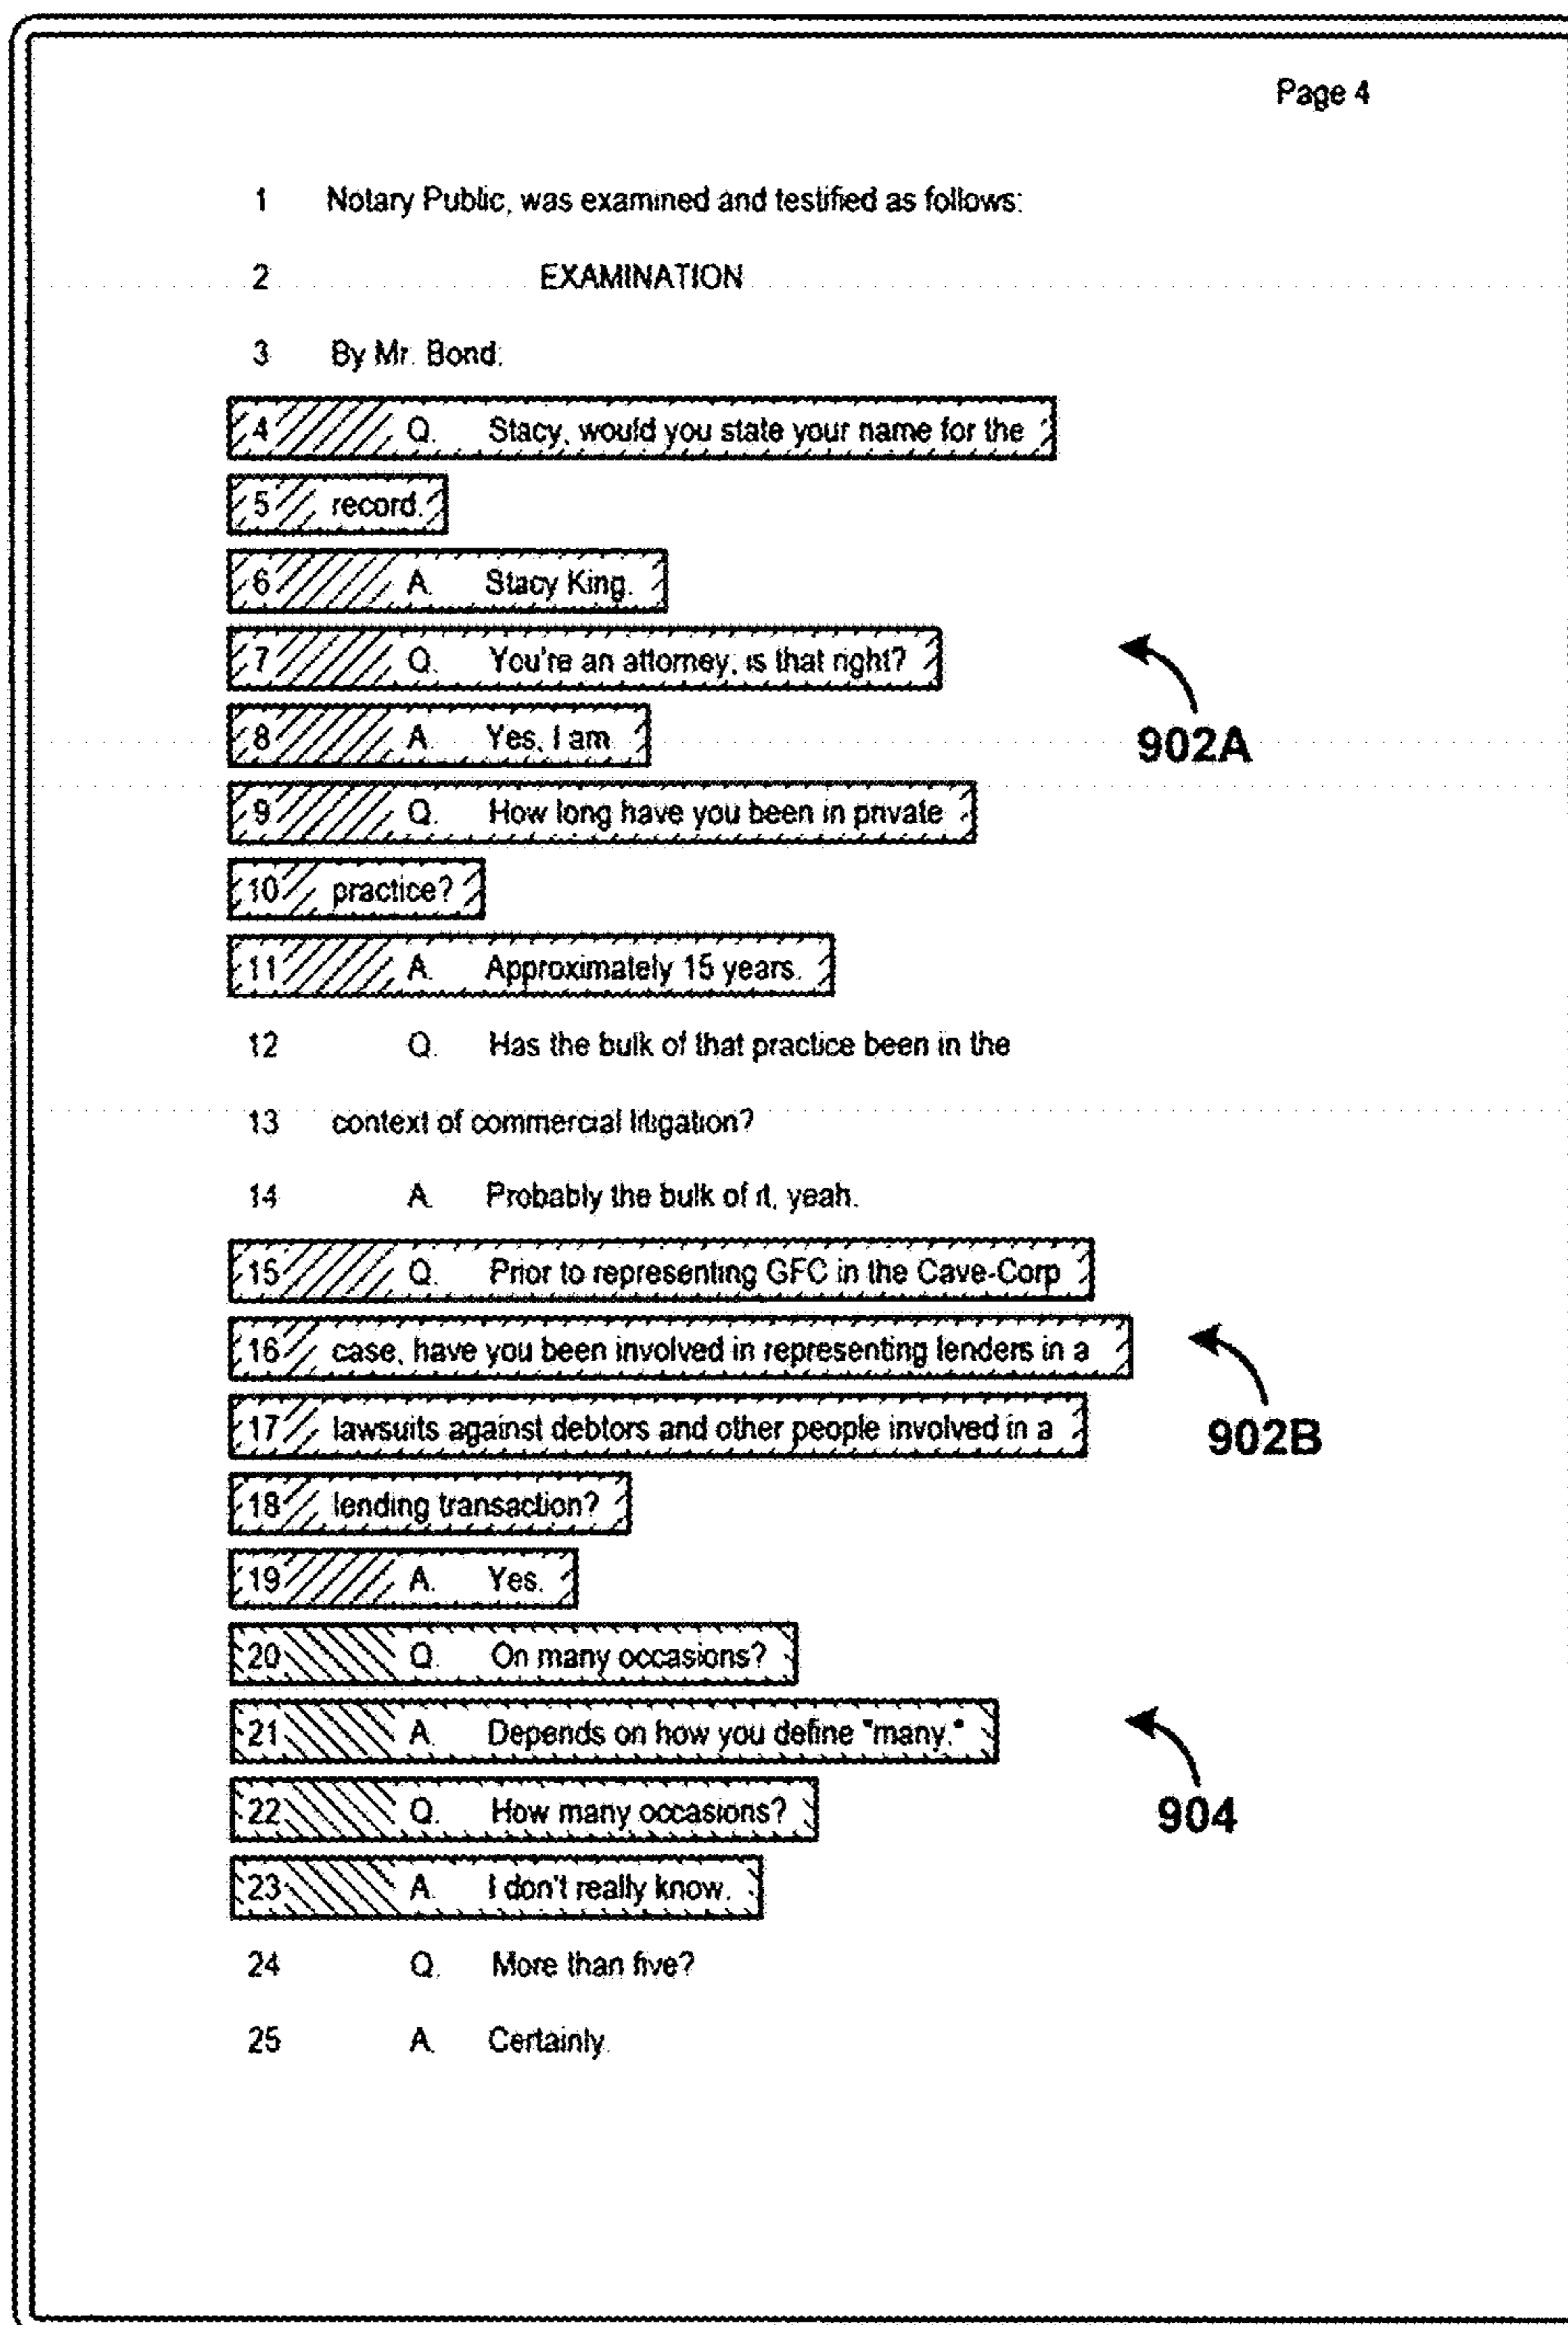 Page 4
1 Notary Public, was examined and testified as follows:
2 EXAMINATION
3 By Mr. Bond:
4 Q. Stacy, would you state your name for the
5 record.
6 A. Stacy King.
7 Q. You're an attorney, is that right?
8 A. Yes, I am
902A
9 Q. How long have you been in private
10 practice?
11 A. Approximately 15 years.
12 Q. Has the bulk of that practice been in the
13 context of commercial litigation?
14 A. Probably the bulk of it, yeah.
15 Q. Prior to representing GFC in the Cave-Corp
16 case, have you been involved in representing lenders in a
17 lawsuits against debtors and other people involved in a
902B
18 lending transaction?
19 A. Yes.
20 Q. On many occasions?
21 A. Depends on how you define "many."
22 Q. How many occasions?
904
23 A. I don't really know.
24 Q. More than five?
25 A. Certainly.